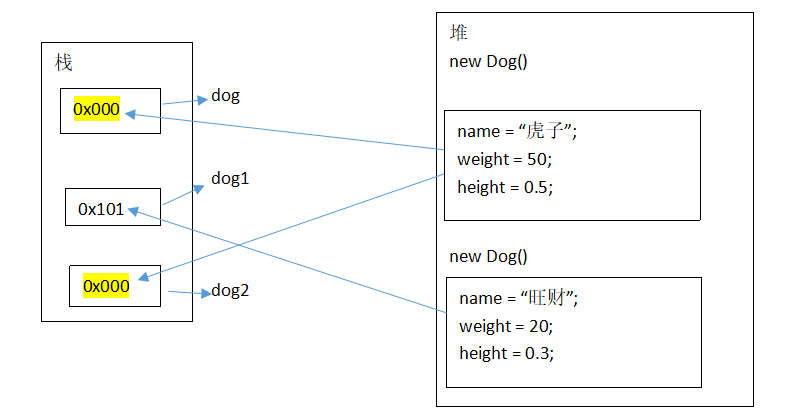 栈
0x000
dog
0x101
dog1
0x000
dog2
堆
new Dog()
name = “虎子”;
weight = 50;
height = 0.5;
new Dog()
name = “旺财”;
weight = 20;
height = 0.3;